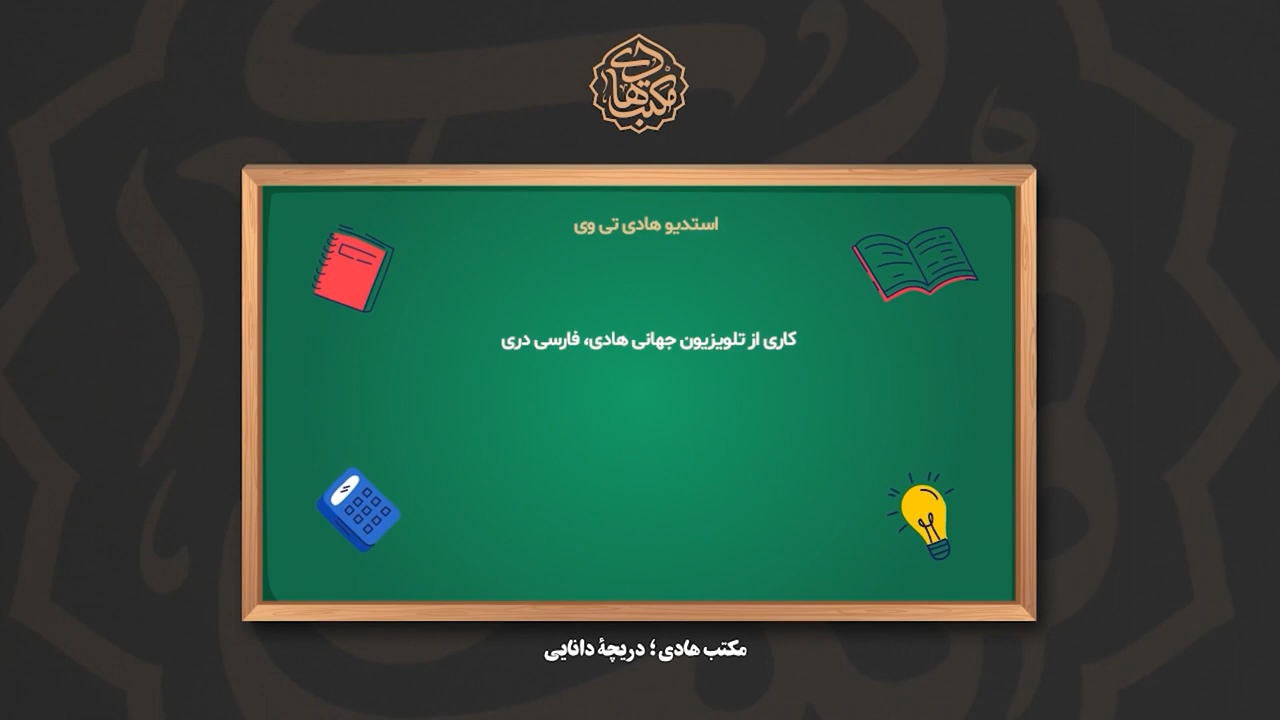 مکتب هادی
استدیو هادی تی وی
کاری از تلویزیون جهانی هادی، فارسی دری
مکتب هادی؛ دریچهٔ دانایی